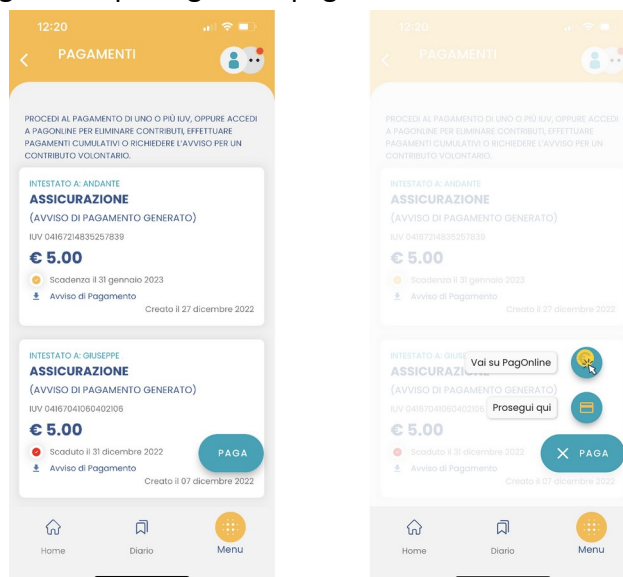 12:20
PAGAMENTI
PROCEDI AL PAGAMENTO DI UNO O PIÙ IUV, OPPURE ACCEDI
A PAGONLINE PER ELIMINARE CONTRIBUTI, EFFETTUARE
PAGAMENTI CUMULATIVI O RICHIEDERE L'AVVISO PER UN
CONTRIBUTO VOLONTARIO.
INTESTATO A: ANDANTE
ASSICURAZIONE
(AVVISO DI PAGAMENTO GENERATO)
IUV 04167214835257839
€ 5.00
Scadenza il 31 gennaio 2023
Avviso di Pagamento
Creato il 27 dicembre 2022
INTESTATO A: GIUSEPPE
ASSICURAZIONE
(AVVISO DI PAGAMENTO GENERATO)
IUV 04167041060402106
€ 5.00
Scaduto il 31 dicembre 2022
PAGA
Avviso di Pagamento
Creato il 07 dicembre 2022
Home
Diario
Menu
12:20
PAGAMENTI
PROCEDI AL PAGAMENTO DI UNO O PIÙ IUV, OPPURE ACCEDI
A PAGONLINE PER ELIMINARE CONTRIBUTI, EFFETTUARE
PAGAMENTI CUMULATIVI O RICHIEDERE L'AVVISO PER UN
CONTRIBUTO VOLONTARIO.
INTESTATO A: ANDANTE
ASSICURAZIONE
(AVVISO DI PAGAMENTO GENERATO)
IUV 04167214835257839
€ 5.00
Scadenza il 31 gennaio 2023
Avviso di Pagamento
Creato il 27 dicembre 2022
INTESTATO A:
Vai su PagOnline
(AVVISO DI PAGAMENTO GENERATO)
Prosegui qui
€ 5.00
Scaduto il 31 dicembre 2022
PAGA
Avviso di Pagamento
Creato il 07 dicembre 2022
Home
Diario
Menu